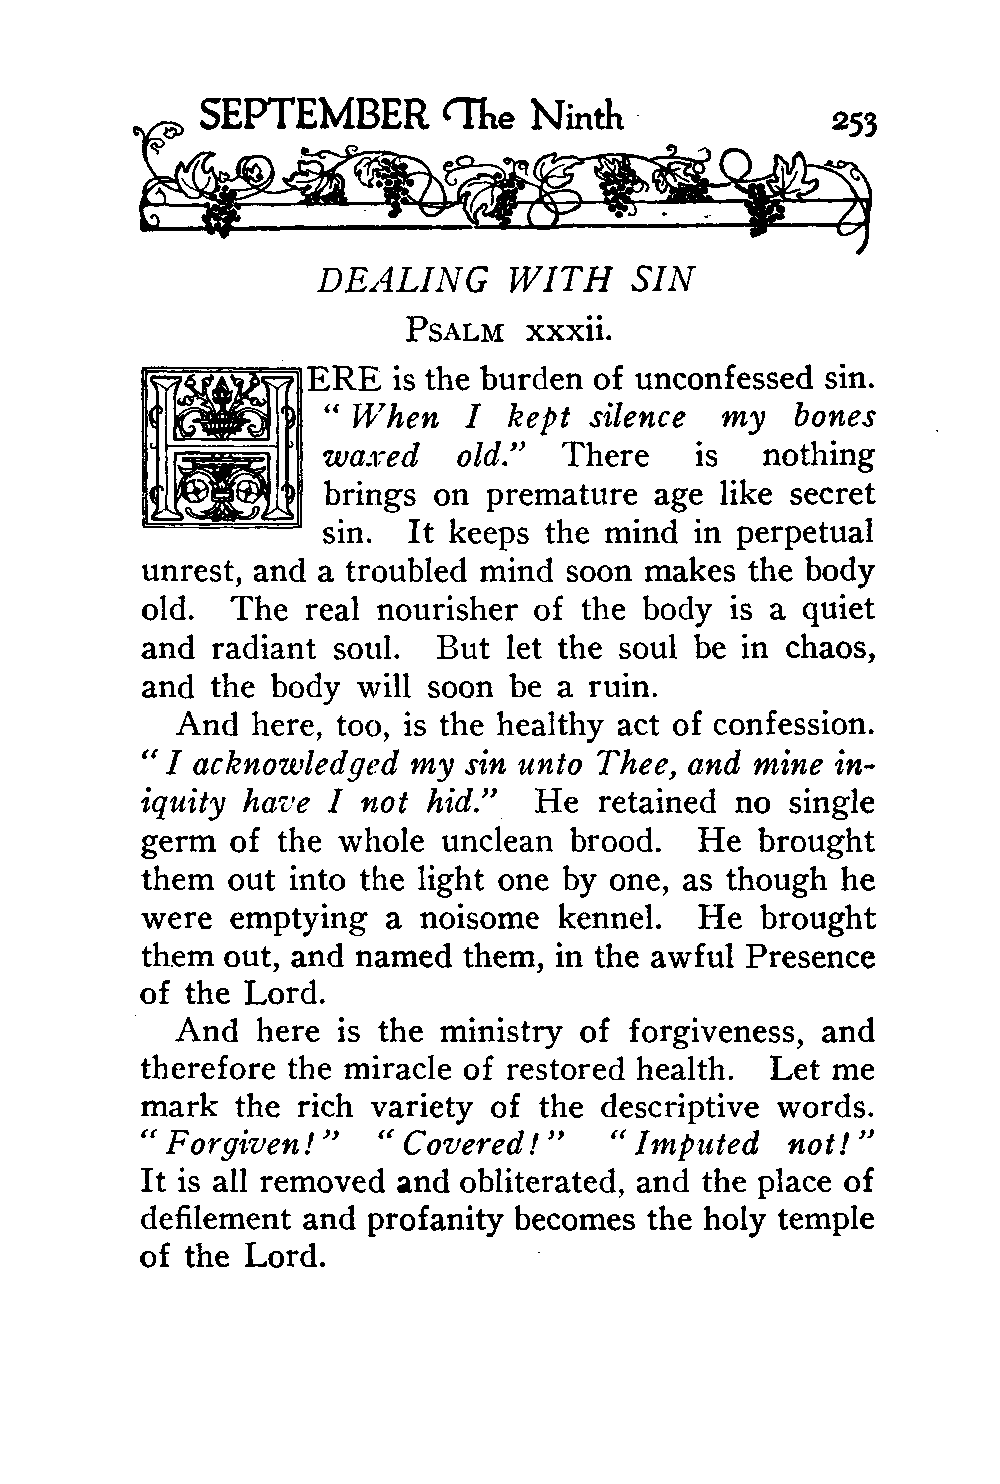 SEPTEMBER The Ninth 253
DEALING WITH SIN
PSALM xxxii.
HERE is the burden of unconfessed sin.
“When I kept silence my bones
waxed old.” There is nothing
brings on premature age like secret
sin. It keeps the mind in perpetual
unrest, and a troubled mind soon makes the body
old. The real nourisher of the body is a quiet
and radiant soul. But let the soul be in chaos,
and the body will soon be a ruin.
And here, too, is the healthy act of confession.
“I acknowledged my sin unto Thee, and mine in-
iquity have I not hid.” He retained no single
germ of the whole unclean brood. He brought
them out into the light one by one, as though he
were emptying a noisome kennel. He brought
them out, and named them, in the awful Presence
of the Lord.
And here is the ministry of forgiveness, and
therefore the miracle of restored health. Let me
mark the rich variety of the descriptive words.
“Forgiven!” “Covered!” “Imputed not!”
It is all removed and obliterated, and the place of
defilement and profanity becomes the holy temple
of the Lord.